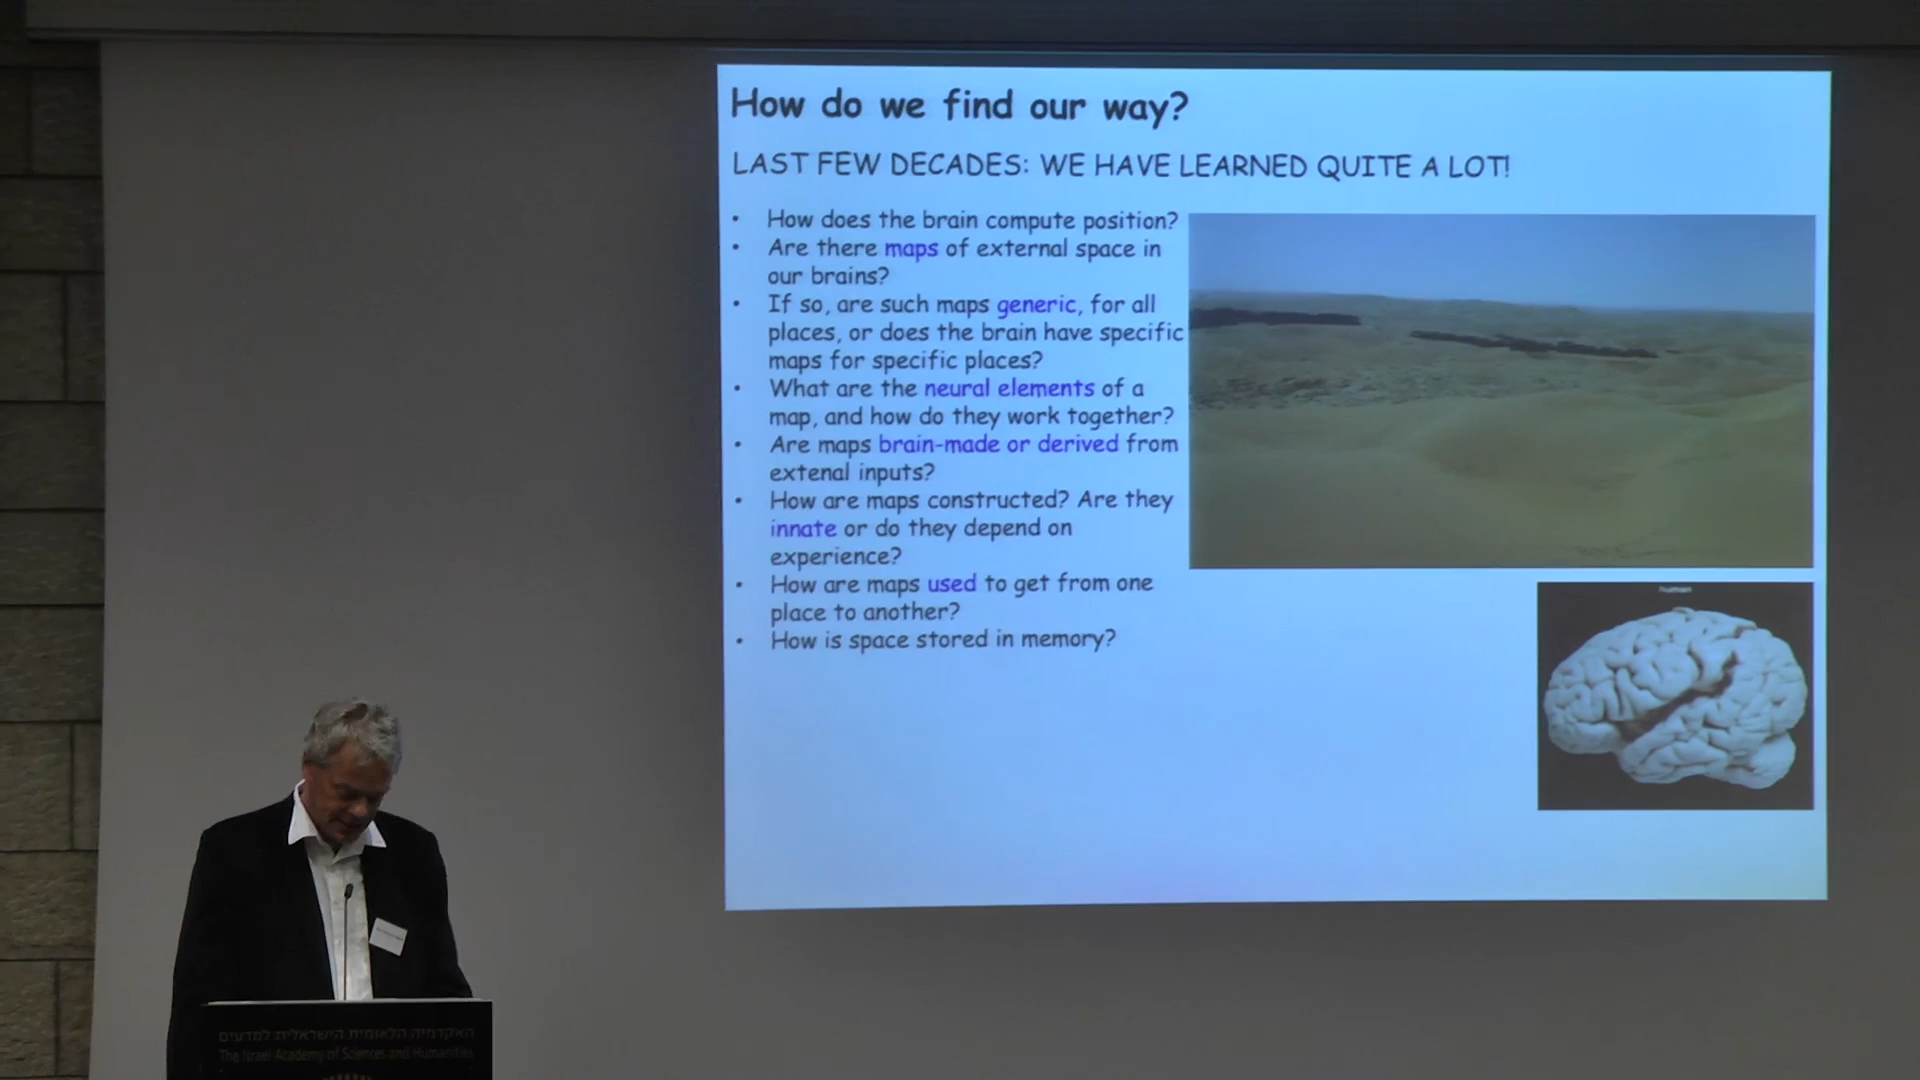 How do we find our way?
LAST FEW DECADES: WE HAVE LEARNED QUITE A LOT!
• How does the brain compute position?
• Are there maps of external space in
our brains?
• If so, are such maps generic, for all
places, or does the brain have specific
maps for specific places?
• What are the neural elements of a
map, and how do they work together?
• Are maps brain-made or derived from
extenal inputs?
• How are maps constructed? Are they
innate or do they depend on
experience?
• How are maps used to get from one
place to another?
• How is space stored in memory?
human
האקדמיה הלאומית הישראלית למדעים
The Israel Academy of Sciences and Humanities